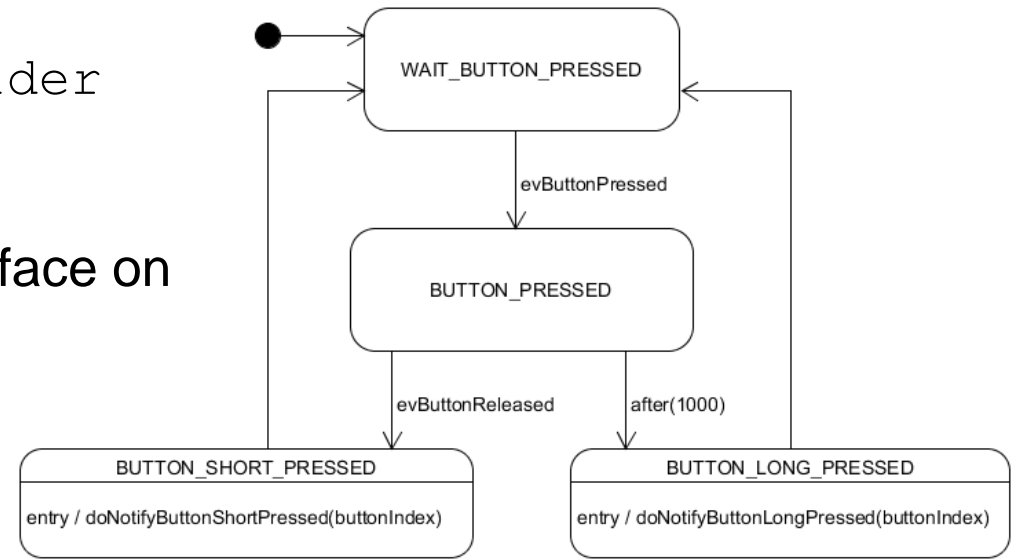 WAIT_BUTTON_PRESSED
der
evButtonPressed
face on
BUTTON_PRESSED
evButtonReleased
after(1000)
BUTTON_SHORT_PRESSED
BUTTON_LONG_PRESSED
entry / doNotifyButtonShortPressed(buttonIndex)
entry / doNotifyButtonLongPressed(buttonIndex)